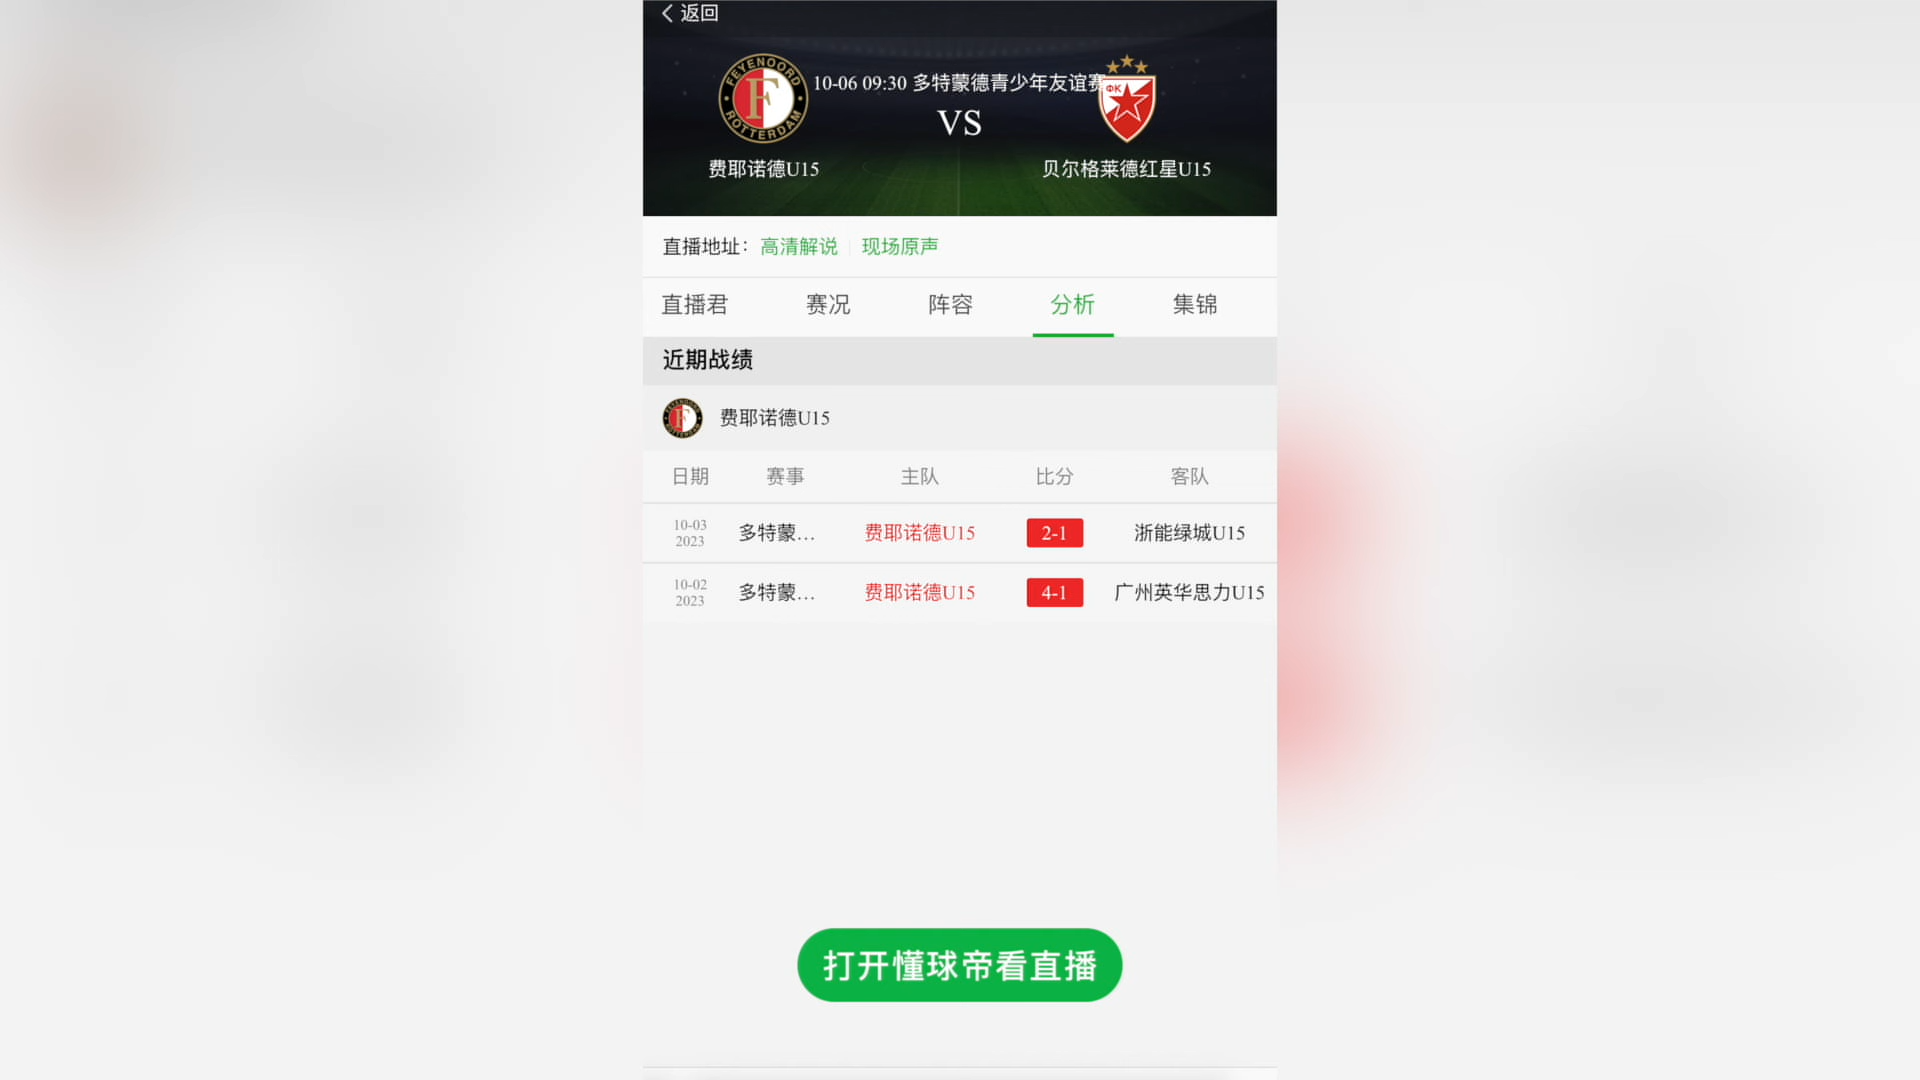 返回
FEYENOORD
ROTTERDAM
F
10-06 09:30 多特蒙德青少年友谊赛
ФК
VS
费耶诺德U15
贝尔格莱德红星U15
直播地址: 高清解说 现场原声
直播君 赛况 阵容 分析 集锦
近期战绩
费耶诺德U15
日期 赛事 主队 比分 客队
10-03
2023
多特蒙... 费耶诺德U15 2-1 浙能绿城U15
10-02
2023
多特蒙... 费耶诺德U15 4-1 广州英华思力U15
打开懂球帝看直播